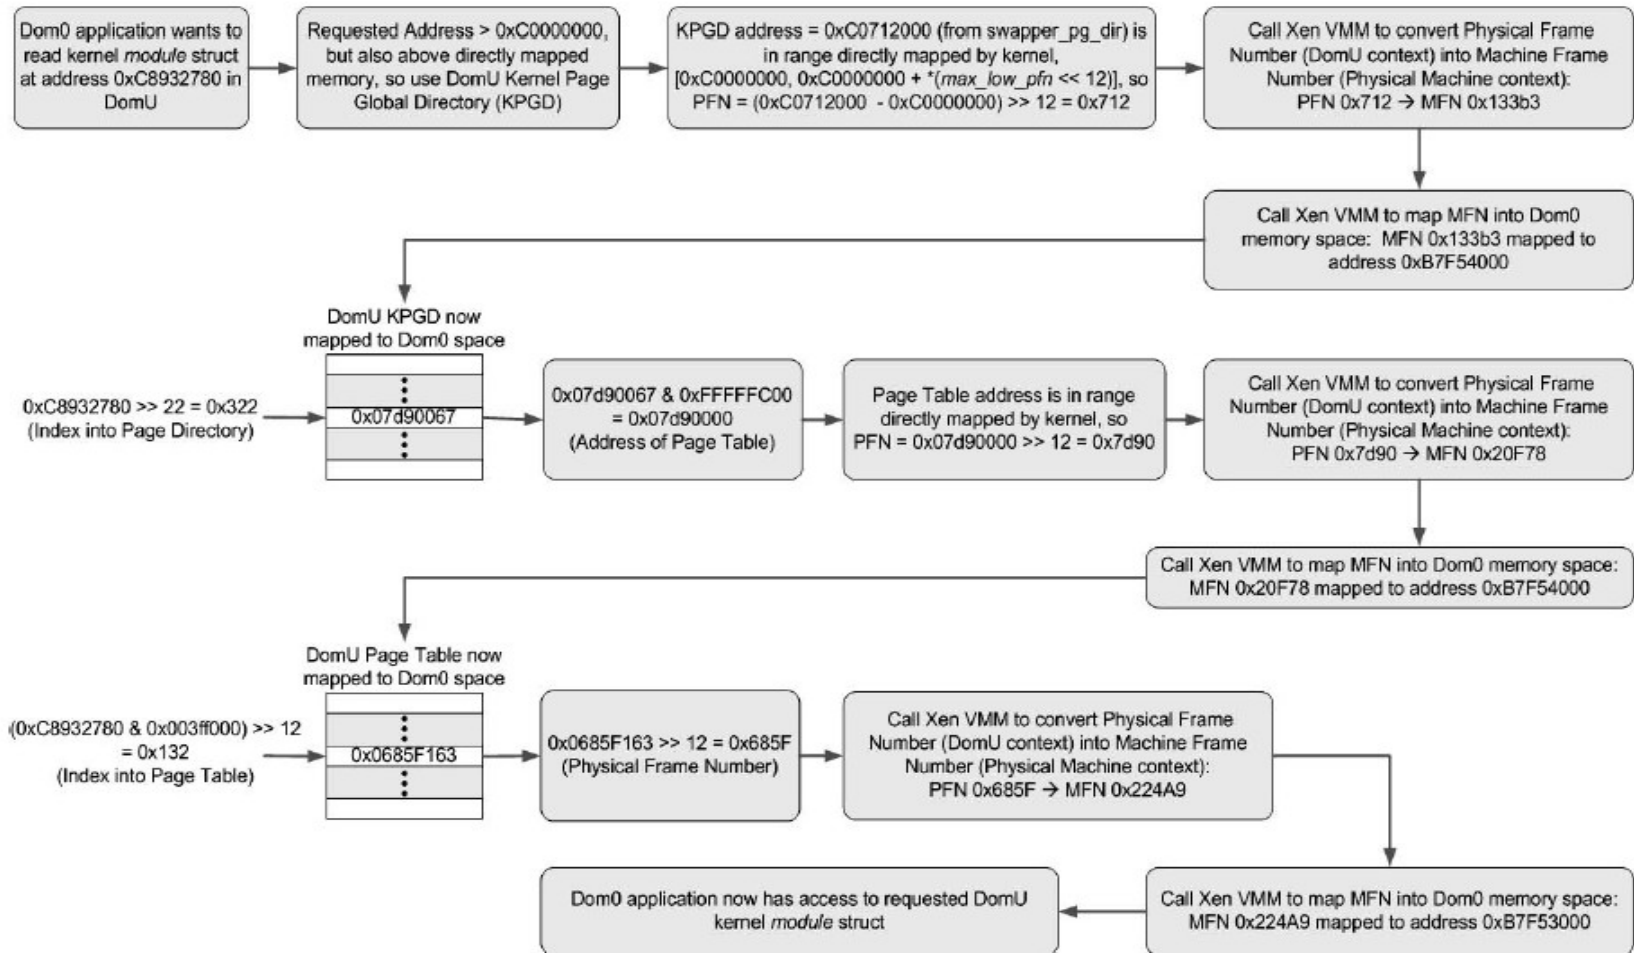 Dom0 application wants to
read kernel module struct
at address 0xC8932780 in
DomU
Requested Address > 0xC0000000,
but also above directly mapped
memory, so use DomU Kernel Page
Global Directory (KPGD)
KPGD address = 0xC0712000 (from swapper_pg_dir) is
in range directly mapped by kernel,
[0xC0000000, 0xC0000000 + *(max_low_pfn << 12)], so
PFN = (0xC0712000 - 0xC0000000) >> 12 = 0x712
Call Xen VMM to convert Physical Frame
Number (DomU context) into Machine Frame
Number (Physical Machine context):
PFN 0x712 → MFN 0x133b3
Call Xen VMM to map MFN into Dom0
memory space: MFN 0x133b3 mapped to
address 0xB7F54000
DomU KPGD now
mapped to Dom0 space
0xC8932780 >> 22 = 0x322
(Index into Page Directory)
0x07d90067
0x07d90067 & 0xFFFFFC00
= 0x07d90000
(Address of Page Table)
Page Table address is in range
directly mapped by kernel, so
PFN = 0x07d90000 >> 12 = 0x7d90
Call Xen VMM to convert Physical Frame
Number (DomU context) into Machine Frame
Number (Physical Machine context):
PFN 0x7d90 → MFN 0x20F78
Call Xen VMM to map MFN into Dom0 memory space:
MFN 0x20F78 mapped to address 0xB7F54000
DomU Page Table now
mapped to Dom0 space
(0xC8932780 & 0x003ff000) >> 12
= 0x132
(Index into Page Table)
0x0685F163
0x0685F163 >> 12 = 0x685F
(Physical Frame Number)
Call Xen VMM to convert Physical Frame
Number (DomU context) into Machine Frame
Number (Physical Machine context):
PFN 0x685F → MFN 0x224A9
Dom0 application now has access to requested DomU
kernel module struct
Call Xen VMM to map MFN into Dom0 memory space:
MFN 0x224A9 mapped to address 0xB7F53000